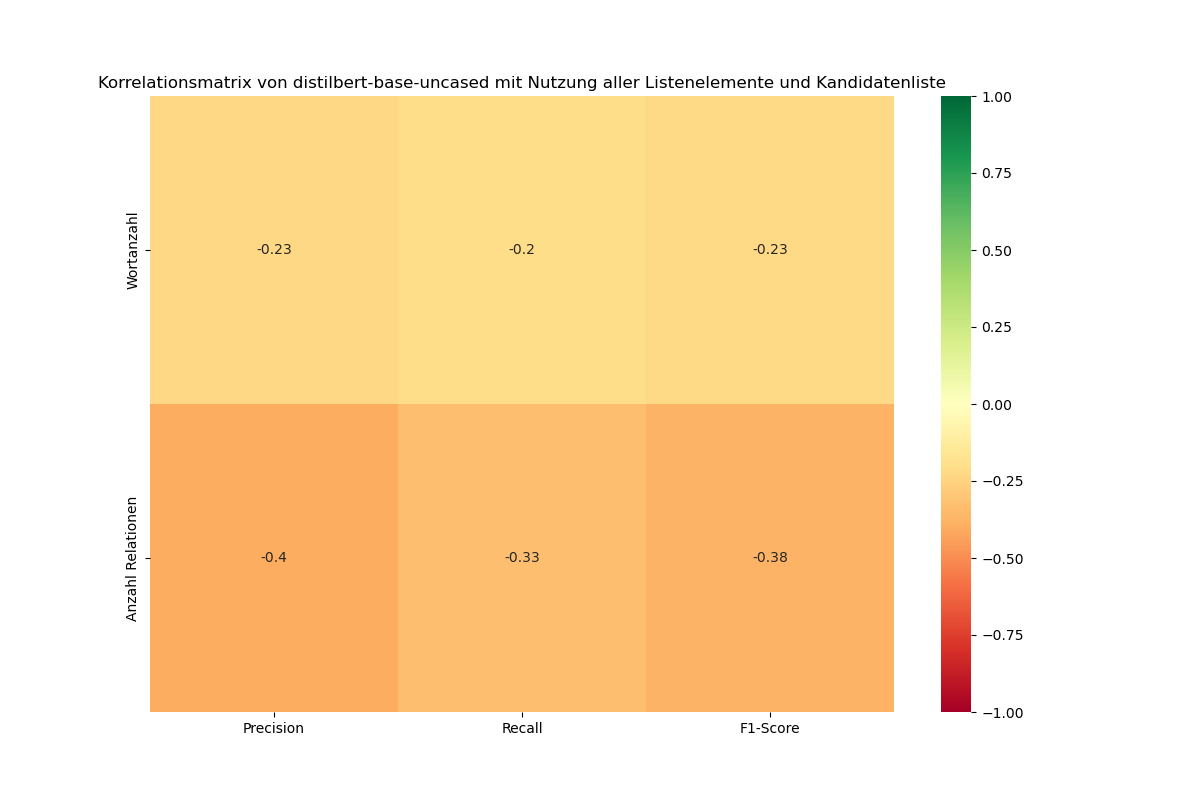 Korrelationsmatrix von distilbert-base-uncased mit Nutzung aller Listenelemente und Kandidatenliste
Wortanzahl
-0.23
-0.2
-0.23
Anzahl Relationen
-0.4
-0.33
-0.38
Precision
Recall
F1-Score
1.00
0.75
0.50
0.25
0.00
−0.25
−0.50
−0.75
−1.00